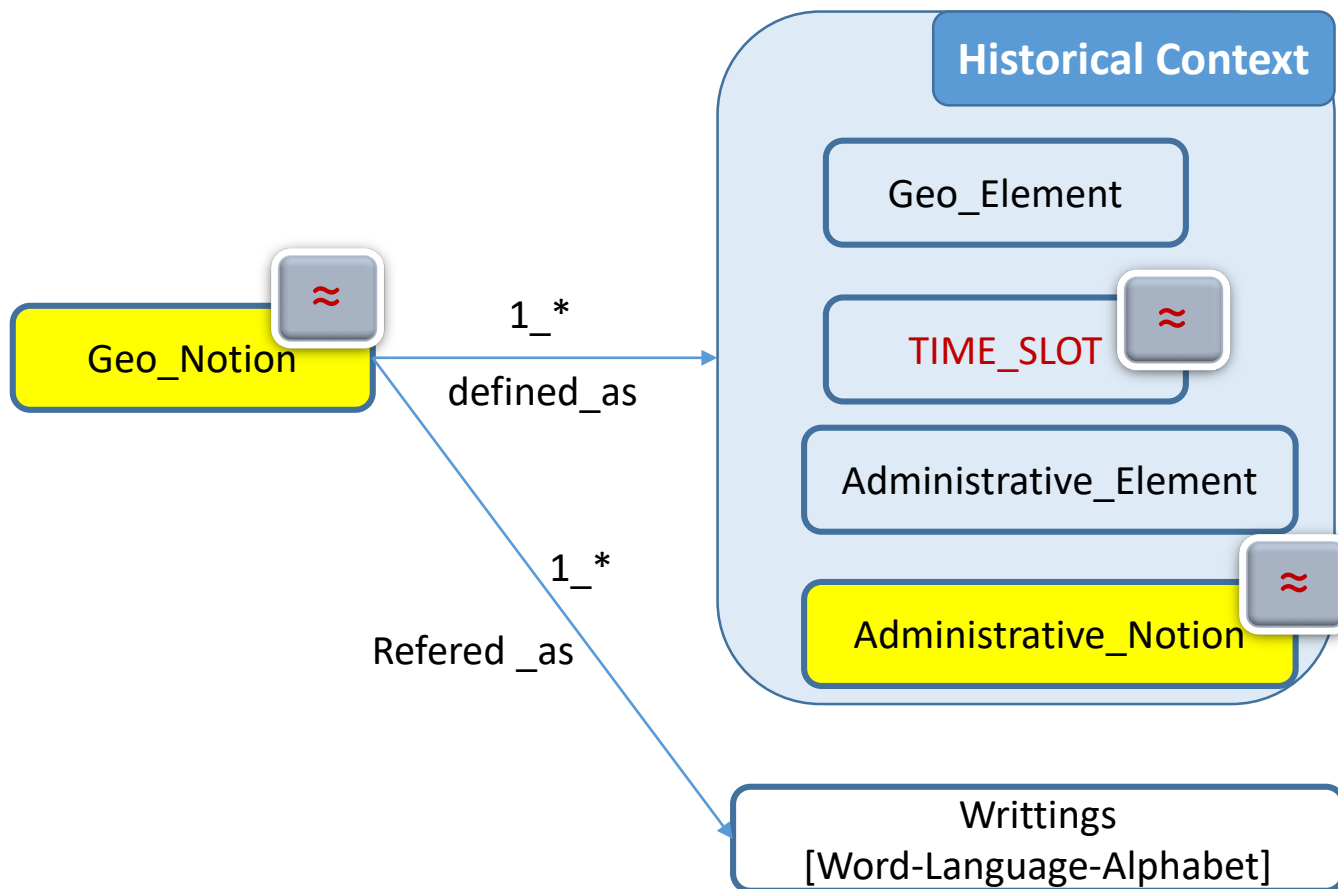 Historical Context
Geo_Element
≈
TIME_SLOT
≈
Geo_Notion
1_*
defined_as
Administrative_Element
≈
Administrative_Notion
1_*
Refered _as
Writtings
[Word-Language-Alphabet]